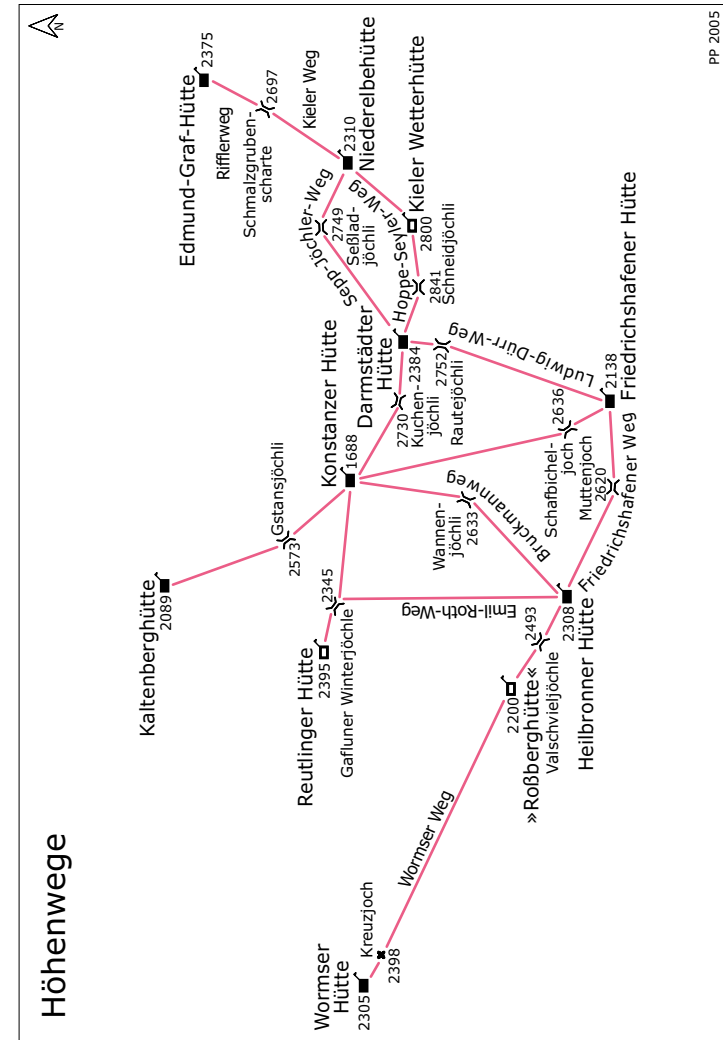 Höhenwege
N
Wormser
Hütte
2305
Kreuzjoch
2398
Wormser Weg
Kaltenberghütte
2089
Gstansjöchli
2573
Reutlinger Hütte
2395
Gafluner Winterjöchle
2345
»Roßberghütte«
2200
Valschvieljöchle
2493
Heilbronner Hütte
2308
Emil-Roth-Weg
Bruckmannweg
Wannen-
jöchli
2633
Konstanzer Hütte
1688
Darmstädter
Hütte
2384
Kuchen-
jöchli
2730
Rautejöchli
2752
Ludwig-Dürr-Weg
Schafbichel-
joch
2636
Muttenjoch
2620
Friedrichshafener Weg
Friedrichshafener Hütte
2138
Sepp-Jöchler-Weg
2749
Seßlad-
jöchli
Hoppe-Seyler-Weg
2841
Schneidjöchli
2800
Kieler Wetterhütte
2310
Niederelbehütte
Kieler Weg
Rifflerweg
Schmalzgruben-
scharte
2697
Edmund-Graf-Hütte
2375
PP 2005